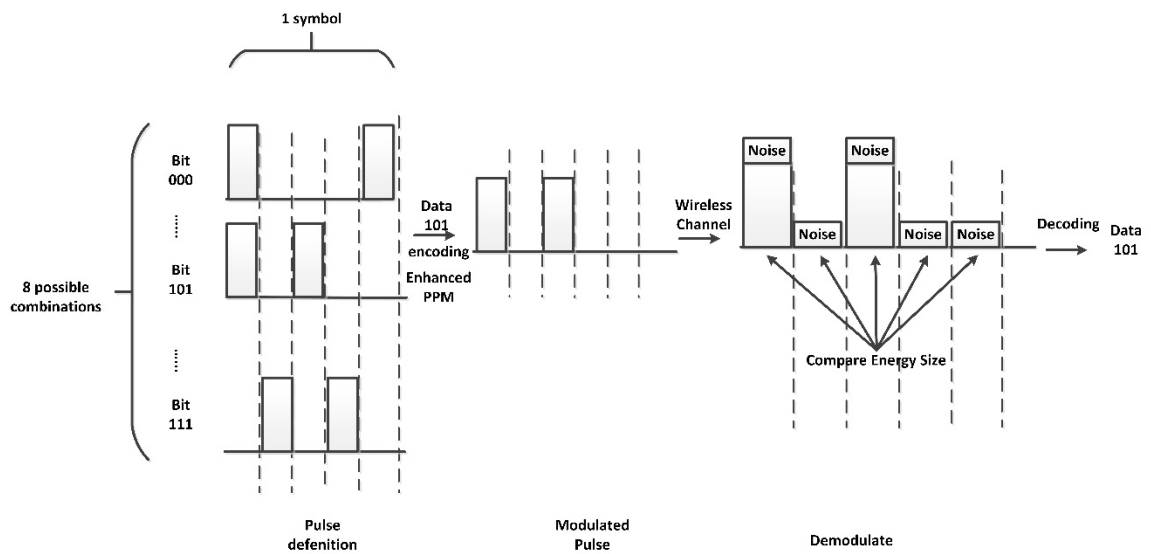 1 symbol
Bit
000
......
Bit
101
......
Bit
111
8 possible
combinations
Data
101
encoding
Enhanced
PPM
Wireless
Channel
Noise
Noise
Noise
Noise
Noise
Compare Energy Size
Decoding
Data
101
Pulse
defenition
Modulated
Pulse
Demodulate